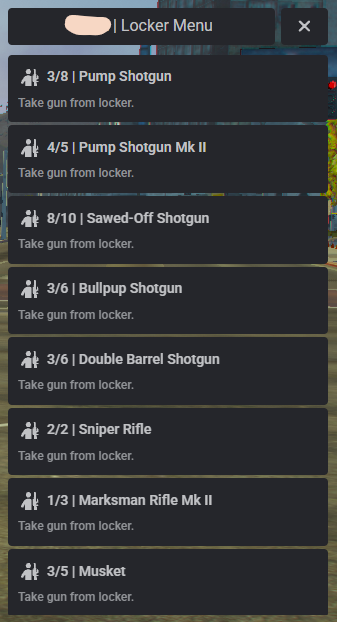 | Locker Menu
3/8 | Pump Shotgun
Take gun from locker.
4/5 | Pump Shotgun Mk II
Take gun from locker.
8/10 | Sawed-Off Shotgun
Take gun from locker.
3/6 | Bullpup Shotgun
Take gun from locker.
3/6 | Double Barrel Shotgun
Take gun from locker.
2/2 | Sniper Rifle
Take gun from locker.
1/3 | Marksman Rifle Mk II
Take gun from locker.
3/5 | Musket
Take gun from locker.